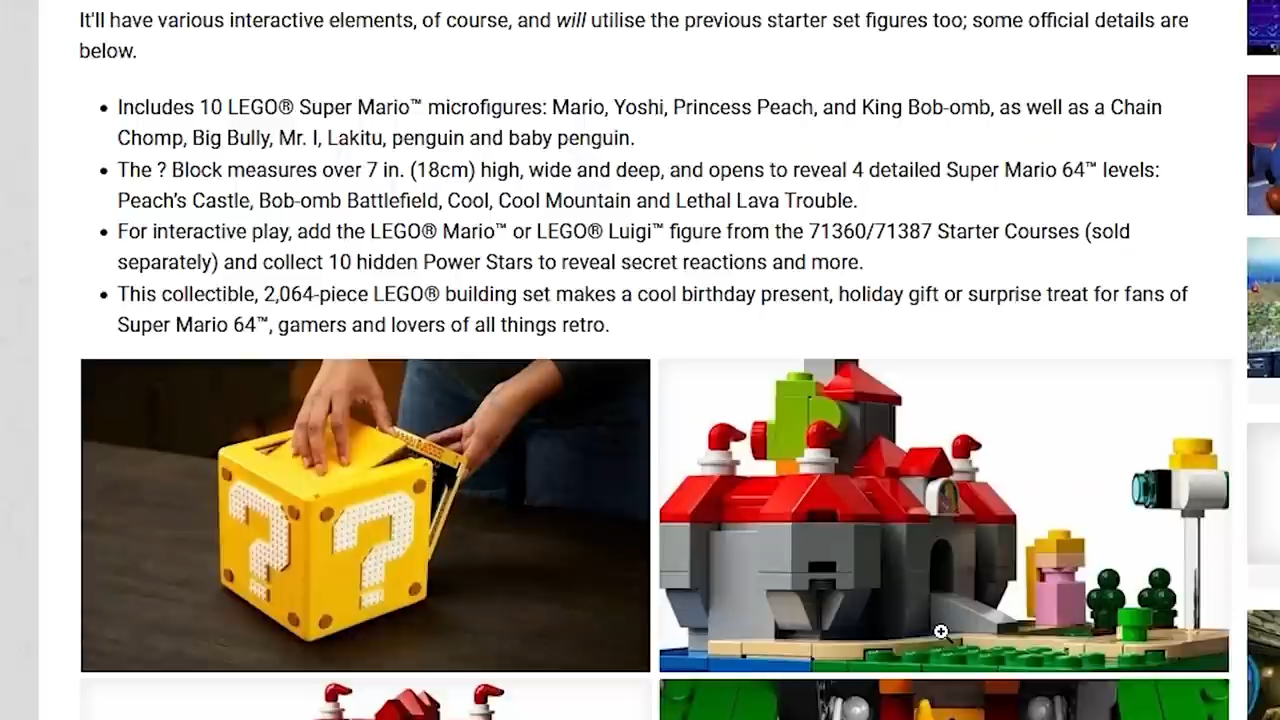 It'll have various interactive elements, of course, and will utilise the previous starter set figures too; some official details are
below.
• Includes 10 LEGO® Super Mario™ microfigures: Mario, Yoshi, Princess Peach, and King Bob-omb, as well as a Chain
Chomp, Big Bully, Mr. I, Lakitu, penguin and baby penguin.
• The ? Block measures over 7 in. (18cm) high, wide and deep, and opens to reveal 4 detailed Super Mario 64™ levels:
Peach's Castle, Bob-omb Battlefield, Cool, Cool Mountain and Lethal Lava Trouble.
• For interactive play, add the LEGO® Mario™ or LEGO® Luigi™ figure from the 71360/71387 Starter Courses (sold
separately) and collect 10 hidden Power Stars to reveal secret reactions and more.
• This collectible, 2,064-piece LEGO® building set makes a cool birthday present, holiday gift or surprise treat for fans of
Super Mario 64™, gamers and lovers of all things retro.
? ?